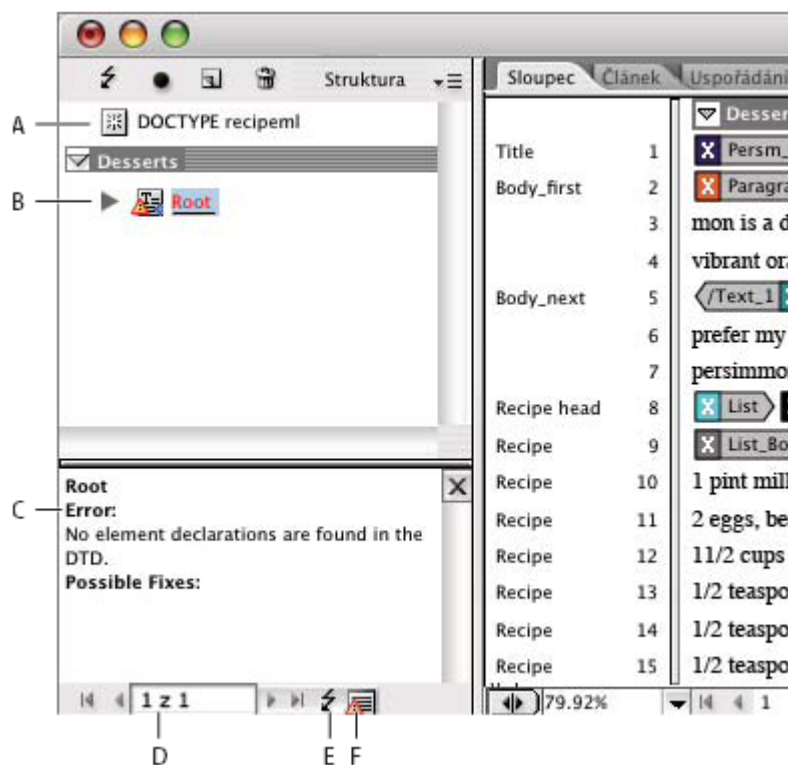 Struktura
A
DOCTYPE recipeml
Desserts
B
Root
C
Root
Error:
No element declarations are found in the
DTD.
Possible Fixes:
1 z 1
D
E
F
Sloupec
Článek
Uspořádání
Desser
Title 1 Persm_
Body_first 2 Paragra
3 mon is a d
4 vibrant ora
Body_next 5 /Text_1
6 prefer my
7 persimmo
Recipe head 8 List
Recipe 9 List_Bo
Recipe 10 1 pint mill
Recipe 11 2 eggs, be
Recipe 12 11/2 cups
Recipe 13 1/2 teaspo
Recipe 14 1/2 teaspo
Recipe 15 1/2 teaspo
79.92%
1